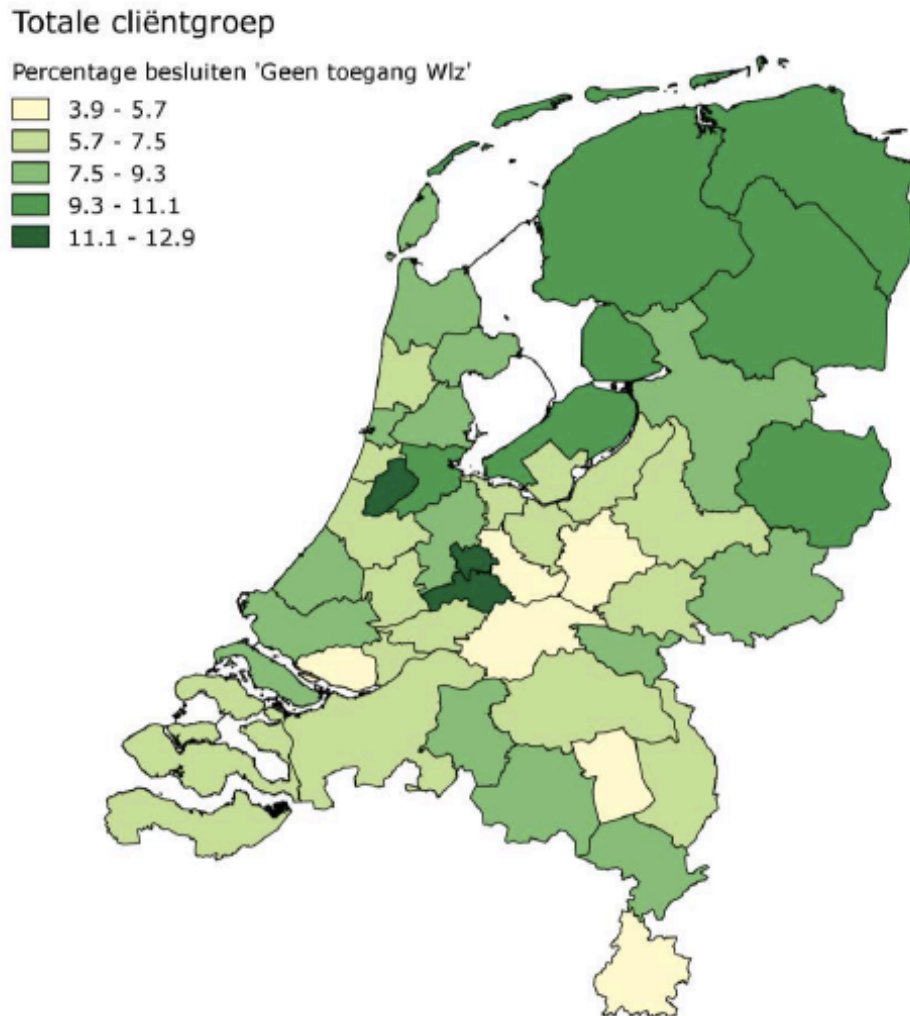 Totale cliëntgroep
Percentage besluiten 'Geen toegang Wlz'
3.9 - 5.7
5.7 - 7.5
7.5 - 9.3
9.3 - 11.1
11.1 - 12.9